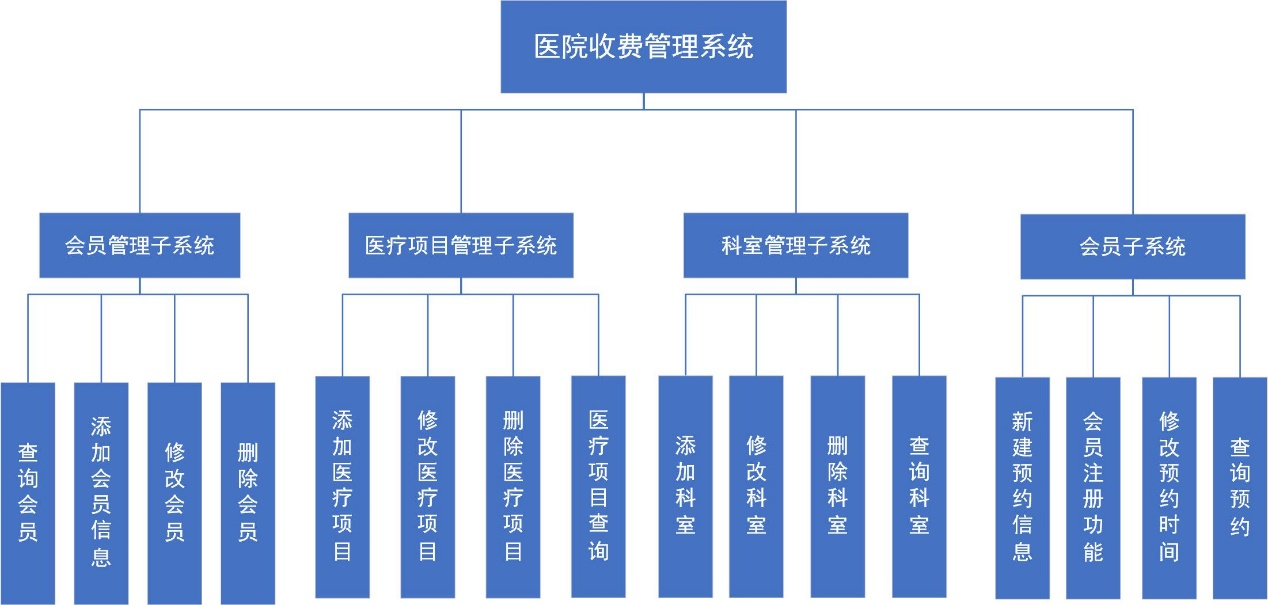 医院收费管理系统
会员管理子系统
医疗项目管理子系统
科室管理子系统
会员子系统
查询会员
添加会员信息
修改会员
删除会员
添加医疗项目
修改医疗项目
删除医疗项目
医疗项目查询
添加科室
修改科室
删除科室
查询科室
新建预约信息
会员注册功能
修改预约时间
查询预约